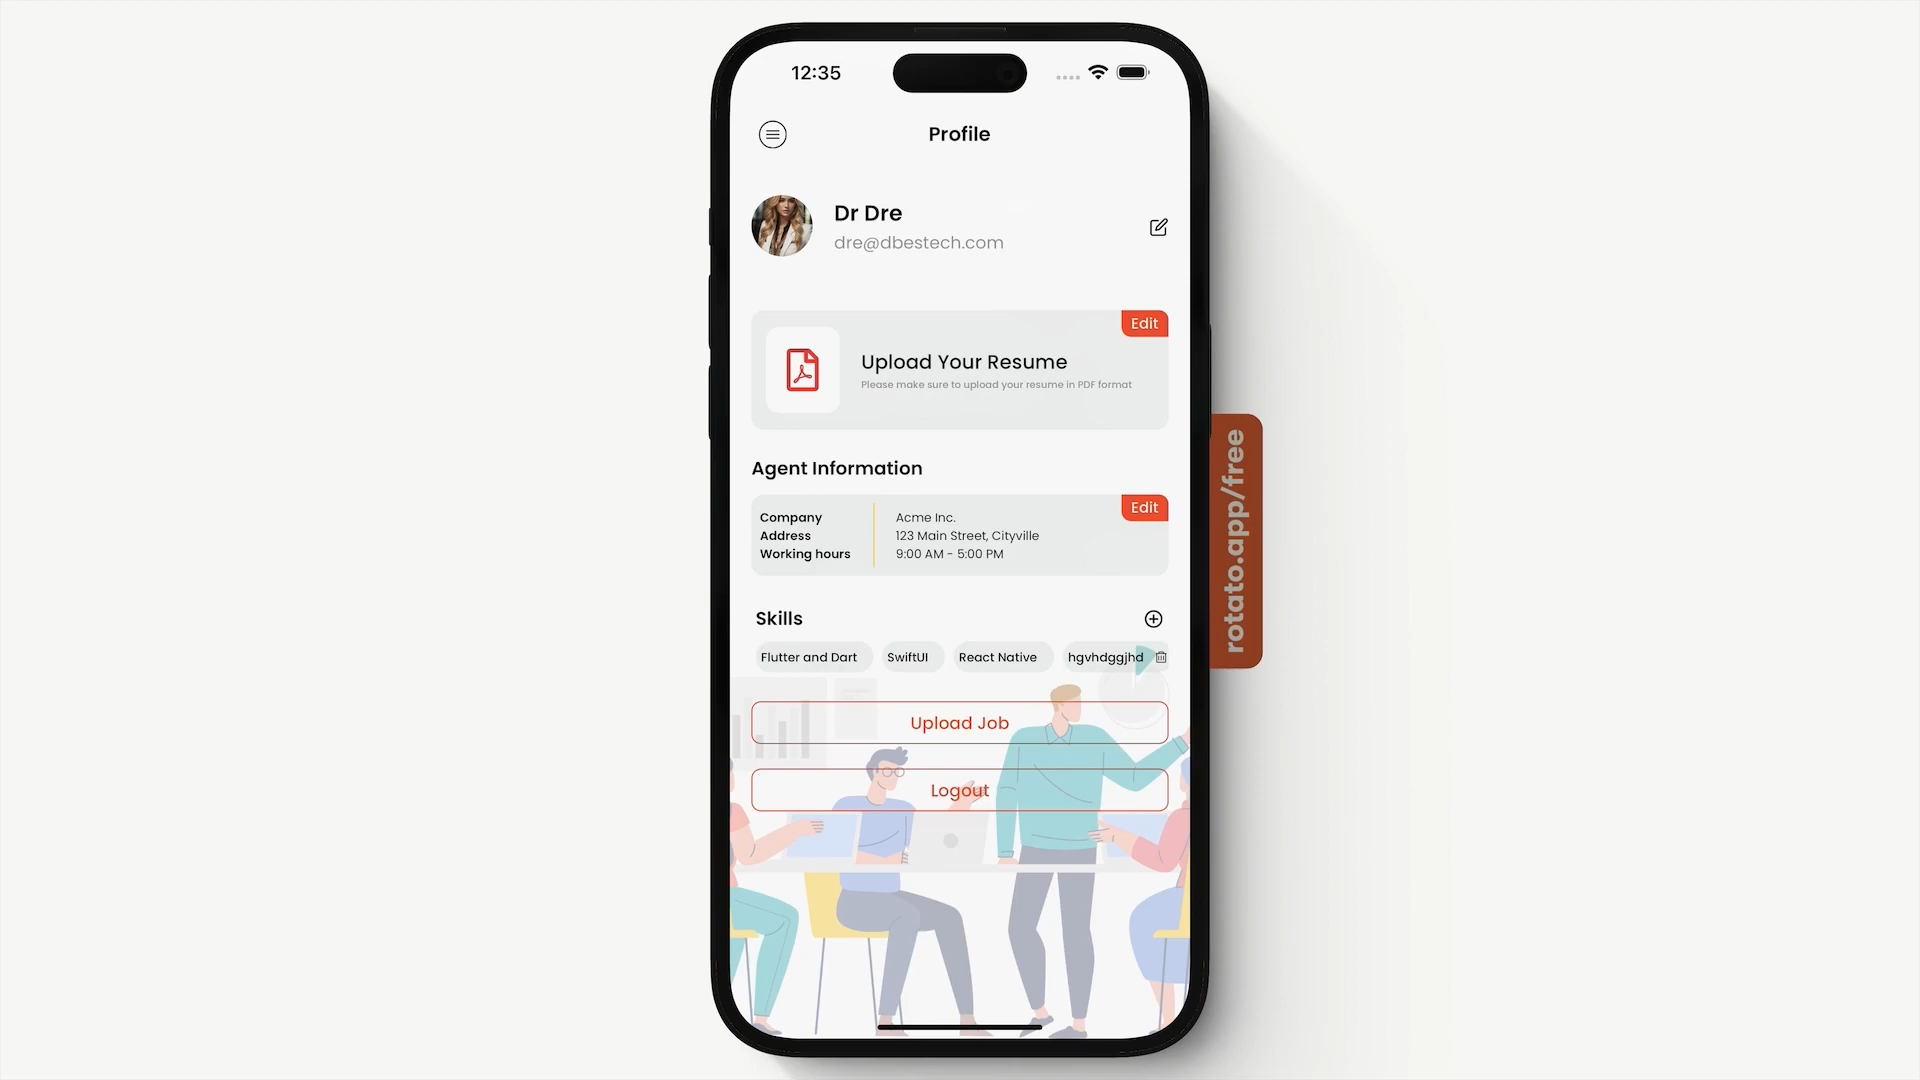 12:35
Profile
Dr Dre
dre@dbestech.com
Edit
Upload Your Resume
Please make sure to upload your resume in PDF format
Agent Information
Edit
Company Acme Inc.
Address 123 Main Street, Cityville
Working hours 9:00 AM - 5:00 PM
Skills
Flutter and Dart SwiftUI React Native hgvhdggjhd
Upload Job
Logout
rotato.app/free